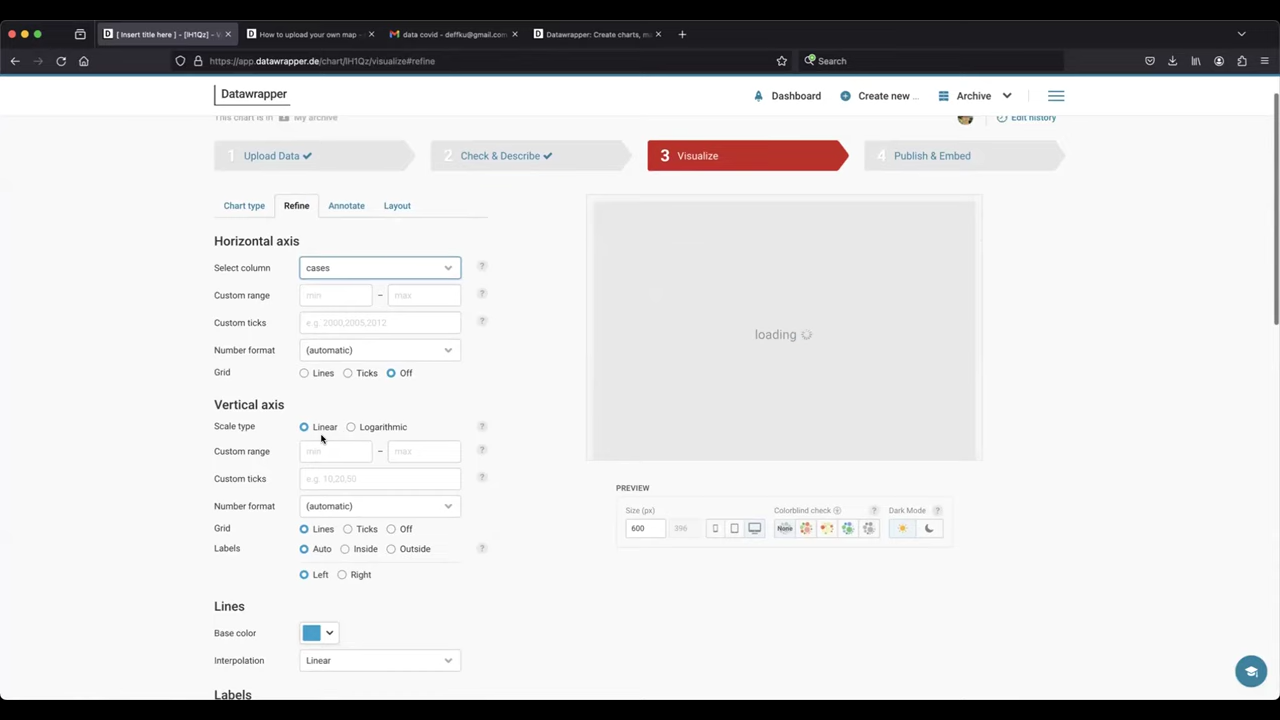 [ Insert title here ] - [lH1Qz] - V
How to upload your own map -
data covid - deffku@gmail.com
Datawrapper: Create charts, m
https://app.datawrapper.de/chart/lH1Qz/visualize#refine
Search
Datawrapper
Dashboard
Create new ...
Archive
This chart is in My archive
Edit history
1 Upload Data
2 Check & Describe
3 Visualize
4 Publish & Embed
Chart type
Refine
Annotate
Layout
Horizontal axis
Select column cases ?
Custom range min – max ?
Custom ticks e.g. 2000,2005,2012 ?
Number format (automatic)
Grid Lines Ticks Off
loading
Vertical axis
Scale type Linear Logarithmic ?
Custom range min – max ?
Custom ticks e.g. 10,20,50 ?
Number format (automatic)
Grid Lines Ticks Off
Labels Auto Inside Outside ?
Left Right
PREVIEW
Size (px) Colorblind check ? Dark Mode ?
600 396 None
Lines
Base color
Interpolation Linear
Labels